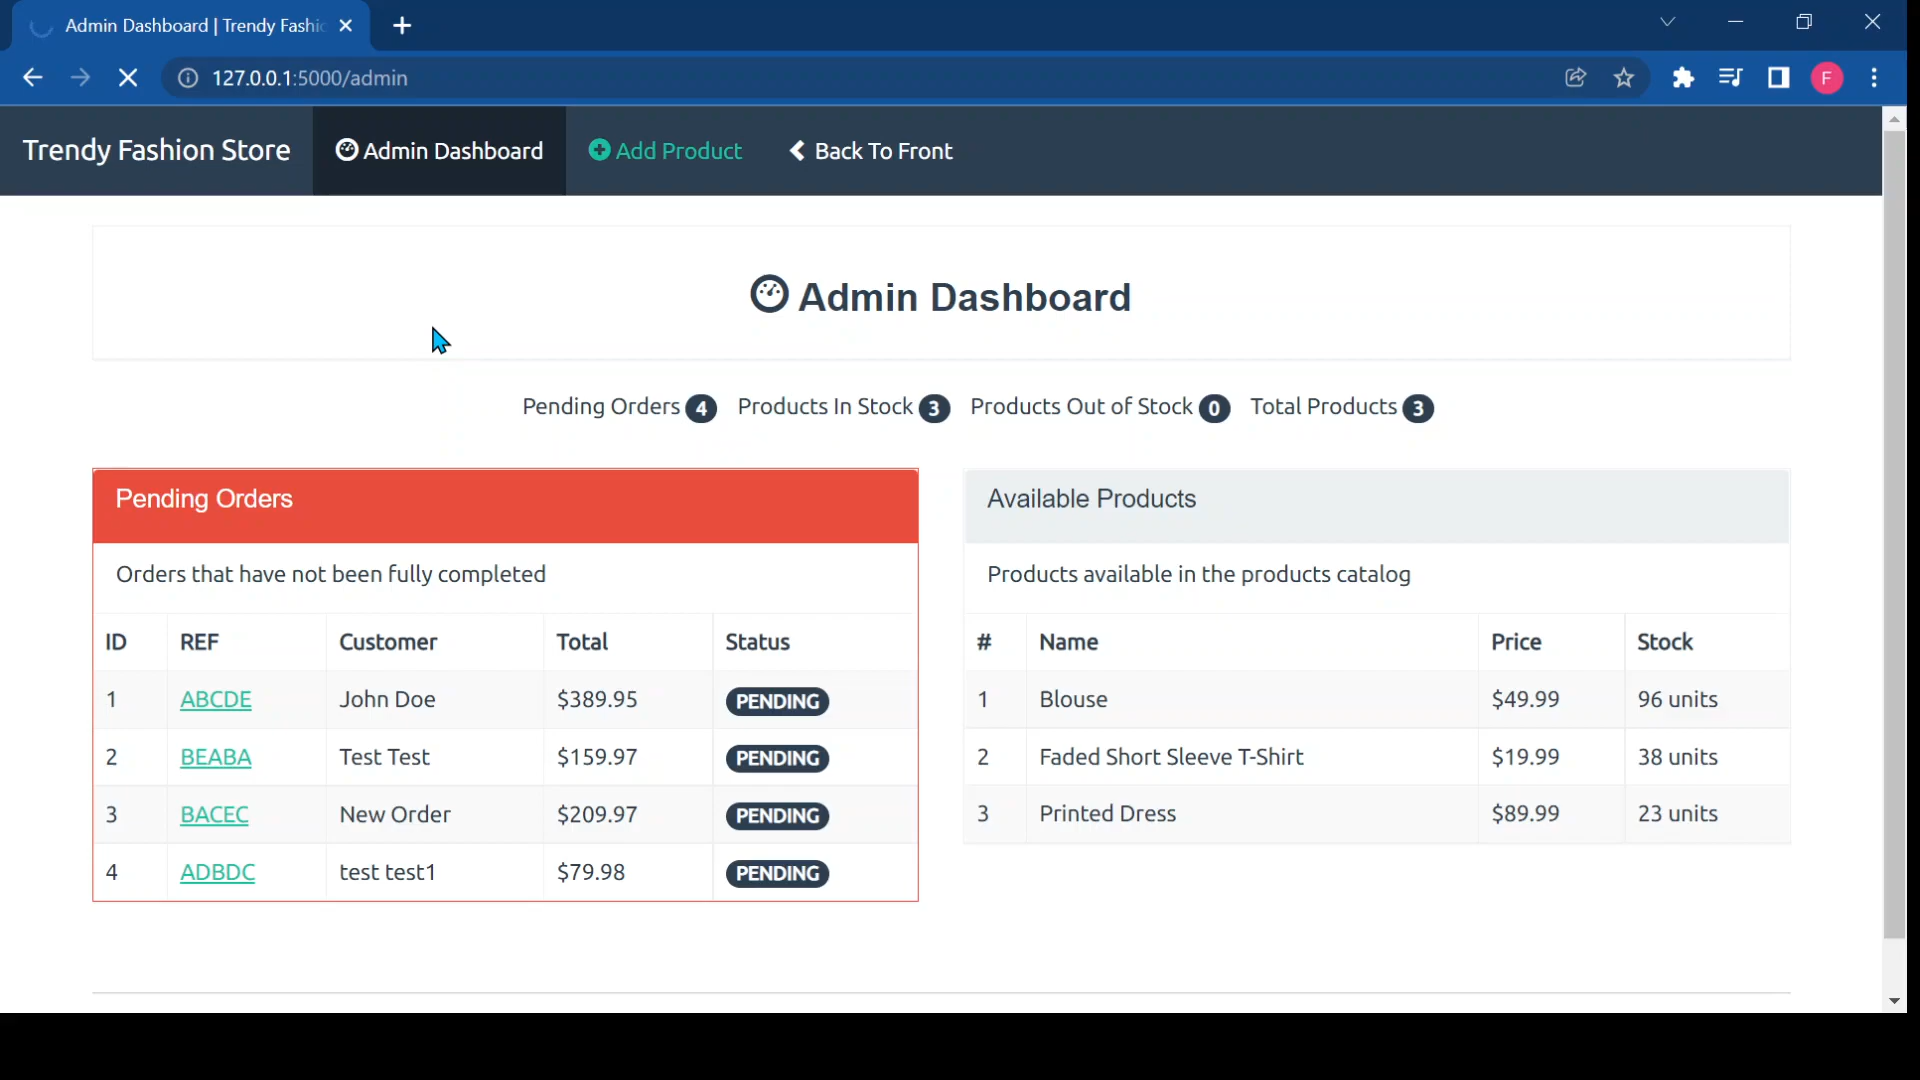 Admin Dashboard | Trendy Fashi
127.0.0.1:5000/admin
F
Trendy Fashion Store Admin Dashboard Add Product Back To Front
Admin Dashboard
Pending Orders 4 Products In Stock 3 Products Out of Stock 0 Total Products 3
Pending Orders
Orders that have not been fully completed
ID REF Customer Total Status
1 ABCDE John Doe $389.95 PENDING
2 BEABA Test Test $159.97 PENDING
3 BACEC New Order $209.97 PENDING
4 ADBDC test test1 $79.98 PENDING
Available Products
Products available in the products catalog
# Name Price Stock
1 Blouse $49.99 96 units
2 Faded Short Sleeve T-Shirt $19.99 38 units
3 Printed Dress $89.99 23 units